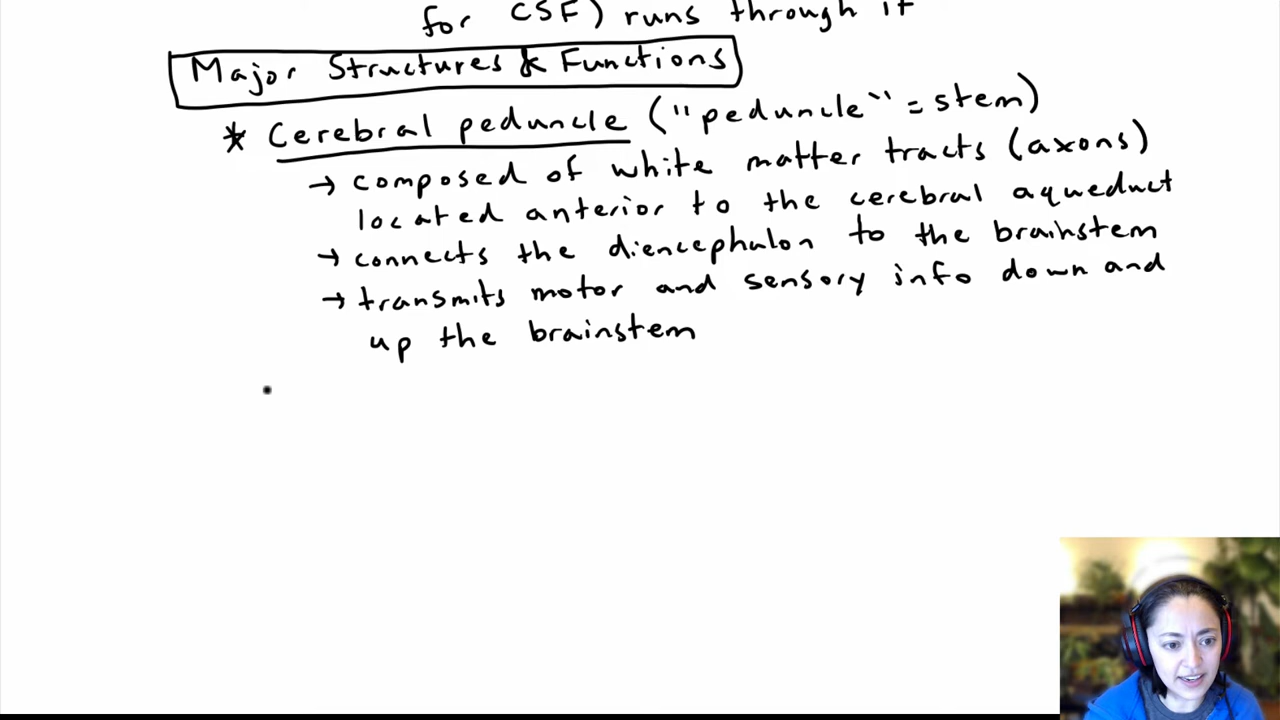 for CSF) runs through it
Major Structures & Functions
* Cerebral peduncle ("peduncle" = stem)
→ composed of white matter tracts (axons)
located anterior to the cerebral aqueduct
→ connects the diencephalon to the brainstem
→ transmits motor and sensory info down and
up the brainstem